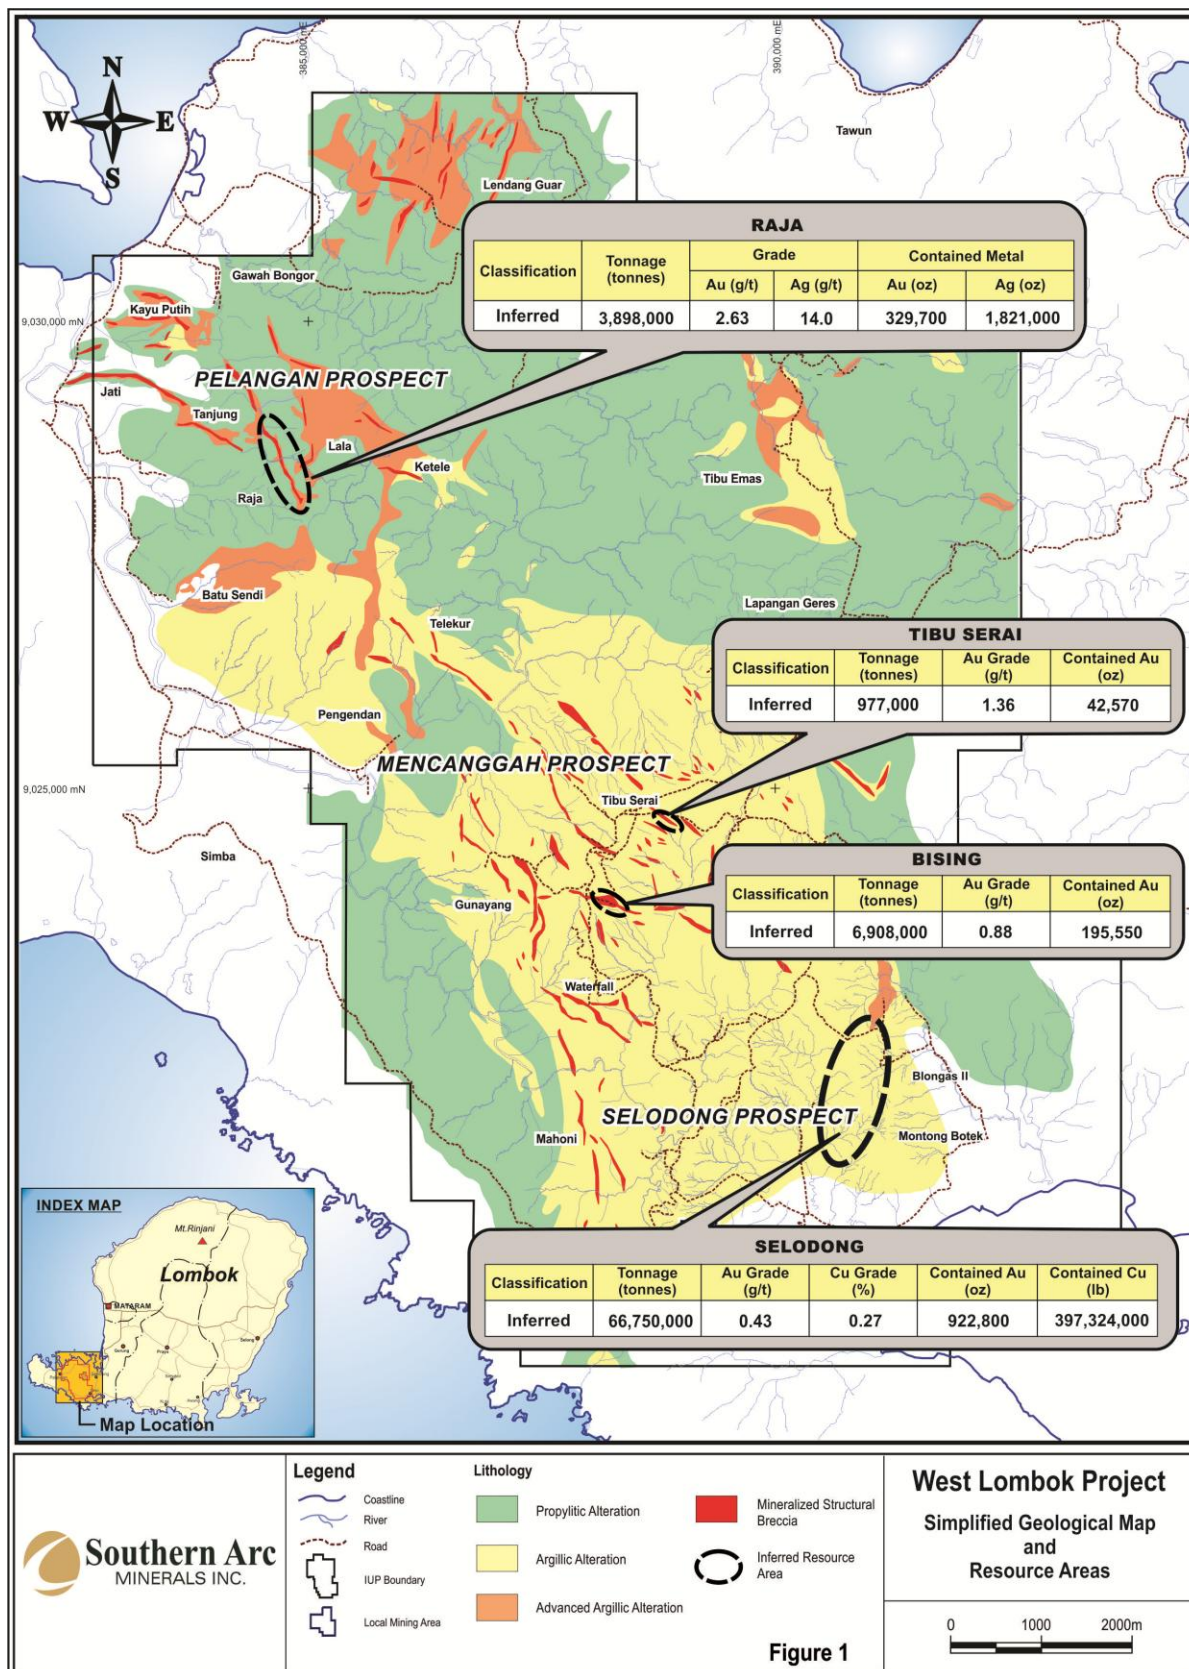 N
W E
S
385,000 mE
390,000 mE
Tawun
Lendang Guar
RAJA
Classification Tonnage (tonnes) Grade Contained Metal
Au (g/t) Ag (g/t) Au (oz) Ag (oz)
Inferred 3,898,000 2.63 14.0 329,700 1,821,000
Gawah Bongor
Kayu Putih
9,030,000 mN
PELANGAN PROSPECT
Jati
Tanjung
Lala
Ketele
Raja
Tibu Emas
Batu Sendi
Lapangan Geres
Telekur
TIBU SERAI
Classification Tonnage (tonnes) Au Grade (g/t) Contained Au (oz)
Inferred 977,000 1.36 42,570
Pengendan
MENCANGGAH PROSPECT
9,025,000 mN
Tibu Serai
Simba
BISING
Classification Tonnage (tonnes) Au Grade (g/t) Contained Au (oz)
Inferred 6,908,000 0.88 195,550
Gunayang
Waterfall
Blongas II
SELODONG PROSPECT
Mahoni
Montong Botek
INDEX MAP
Mt.Rinjani
Lombok
MATARAM
Map Location
SELODONG
Classification Tonnage (tonnes) Au Grade (g/t) Cu Grade (%) Contained Au (oz) Contained Cu (lb)
Inferred 66,750,000 0.43 0.27 922,800 397,324,000
Southern Arc
MINERALS INC.
Legend
Coastline
River
Road
IUP Boundary
Local Mining Area
Lithology
Propylitic Alteration
Argillic Alteration
Advanced Argillic Alteration
Mineralized Structural
Breccia
Inferred Resource
Area
Figure 1
West Lombok Project
Simplified Geological Map
and
Resource Areas
0 1000 2000m